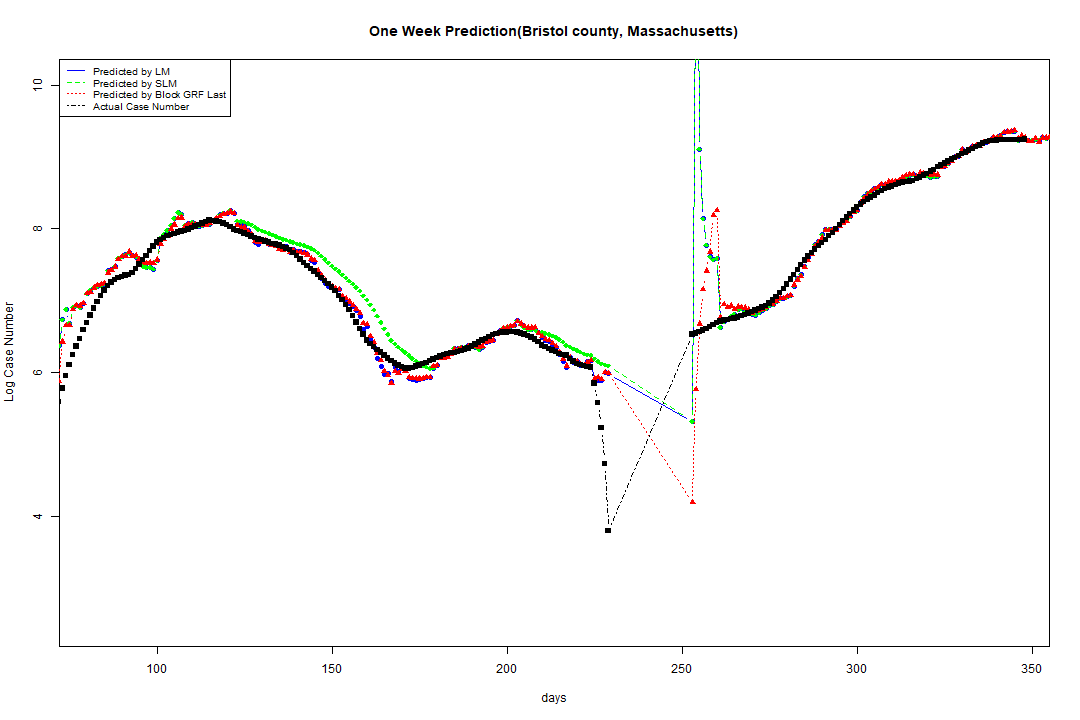 One Week Prediction(Bristol county, Massachusetts)
Predicted by LM
Predicted by SLM
Predicted by Block GRF Last
Actual Case Number
10
8
6
4
Log Case Number
100 150 200 250 300 350
days